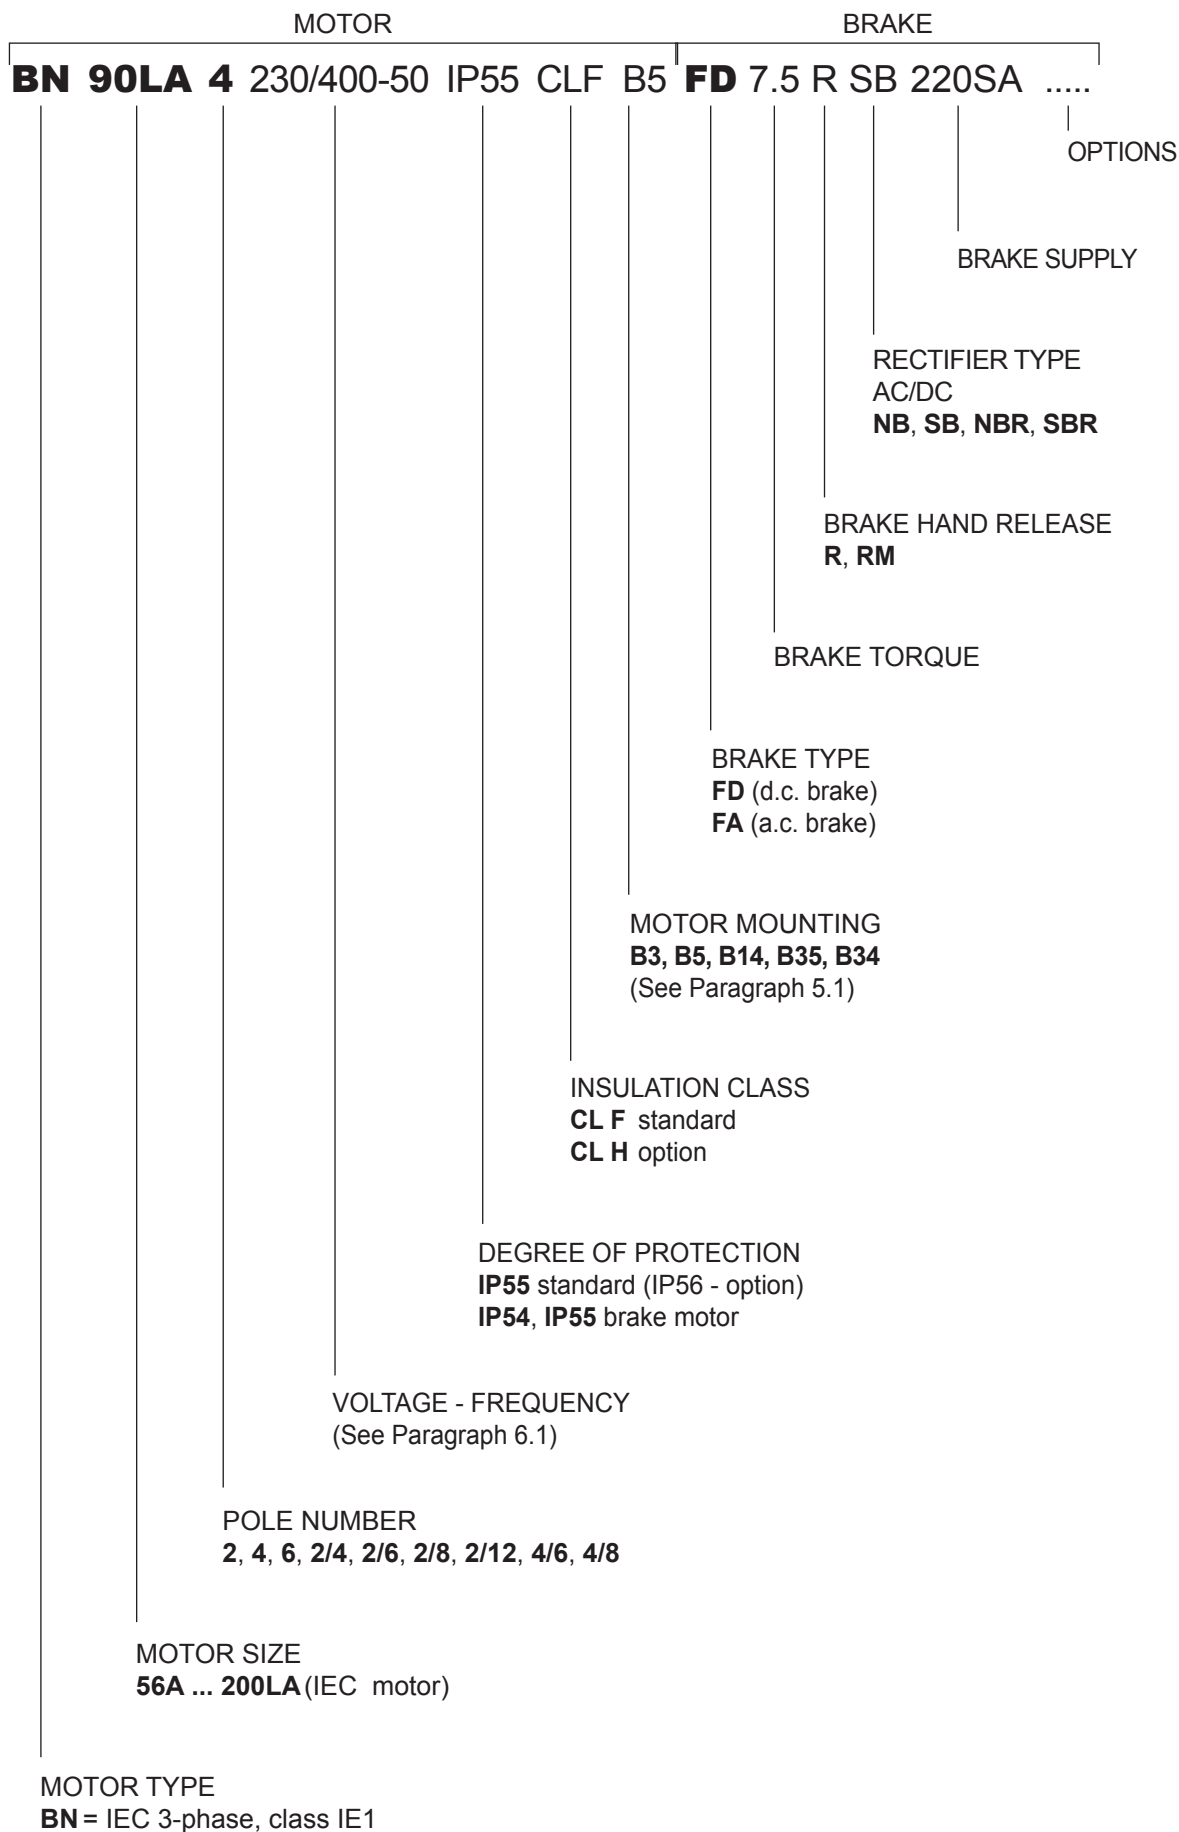 MOTOR BRAKE
BN 90LA 4 230/400-50 IP55 CLF B5 FD 7.5 R SB 220SA .....
OPTIONS
BRAKE SUPPLY
RECTIFIER TYPE
AC/DC
NB, SB, NBR, SBR
BRAKE HAND RELEASE
R, RM
BRAKE TORQUE
BRAKE TYPE
FD (d.c. brake)
FA (a.c. brake)
MOTOR MOUNTING
B3, B5, B14, B35, B34
(See Paragraph 5.1)
INSULATION CLASS
CL F standard
CL H option
DEGREE OF PROTECTION
IP55 standard (IP56 - option)
IP54, IP55 brake motor
VOLTAGE - FREQUENCY
(See Paragraph 6.1)
POLE NUMBER
2, 4, 6, 2/4, 2/6, 2/8, 2/12, 4/6, 4/8
MOTOR SIZE
56A ... 200LA (IEC motor)
MOTOR TYPE
BN = IEC 3-phase, class IE1